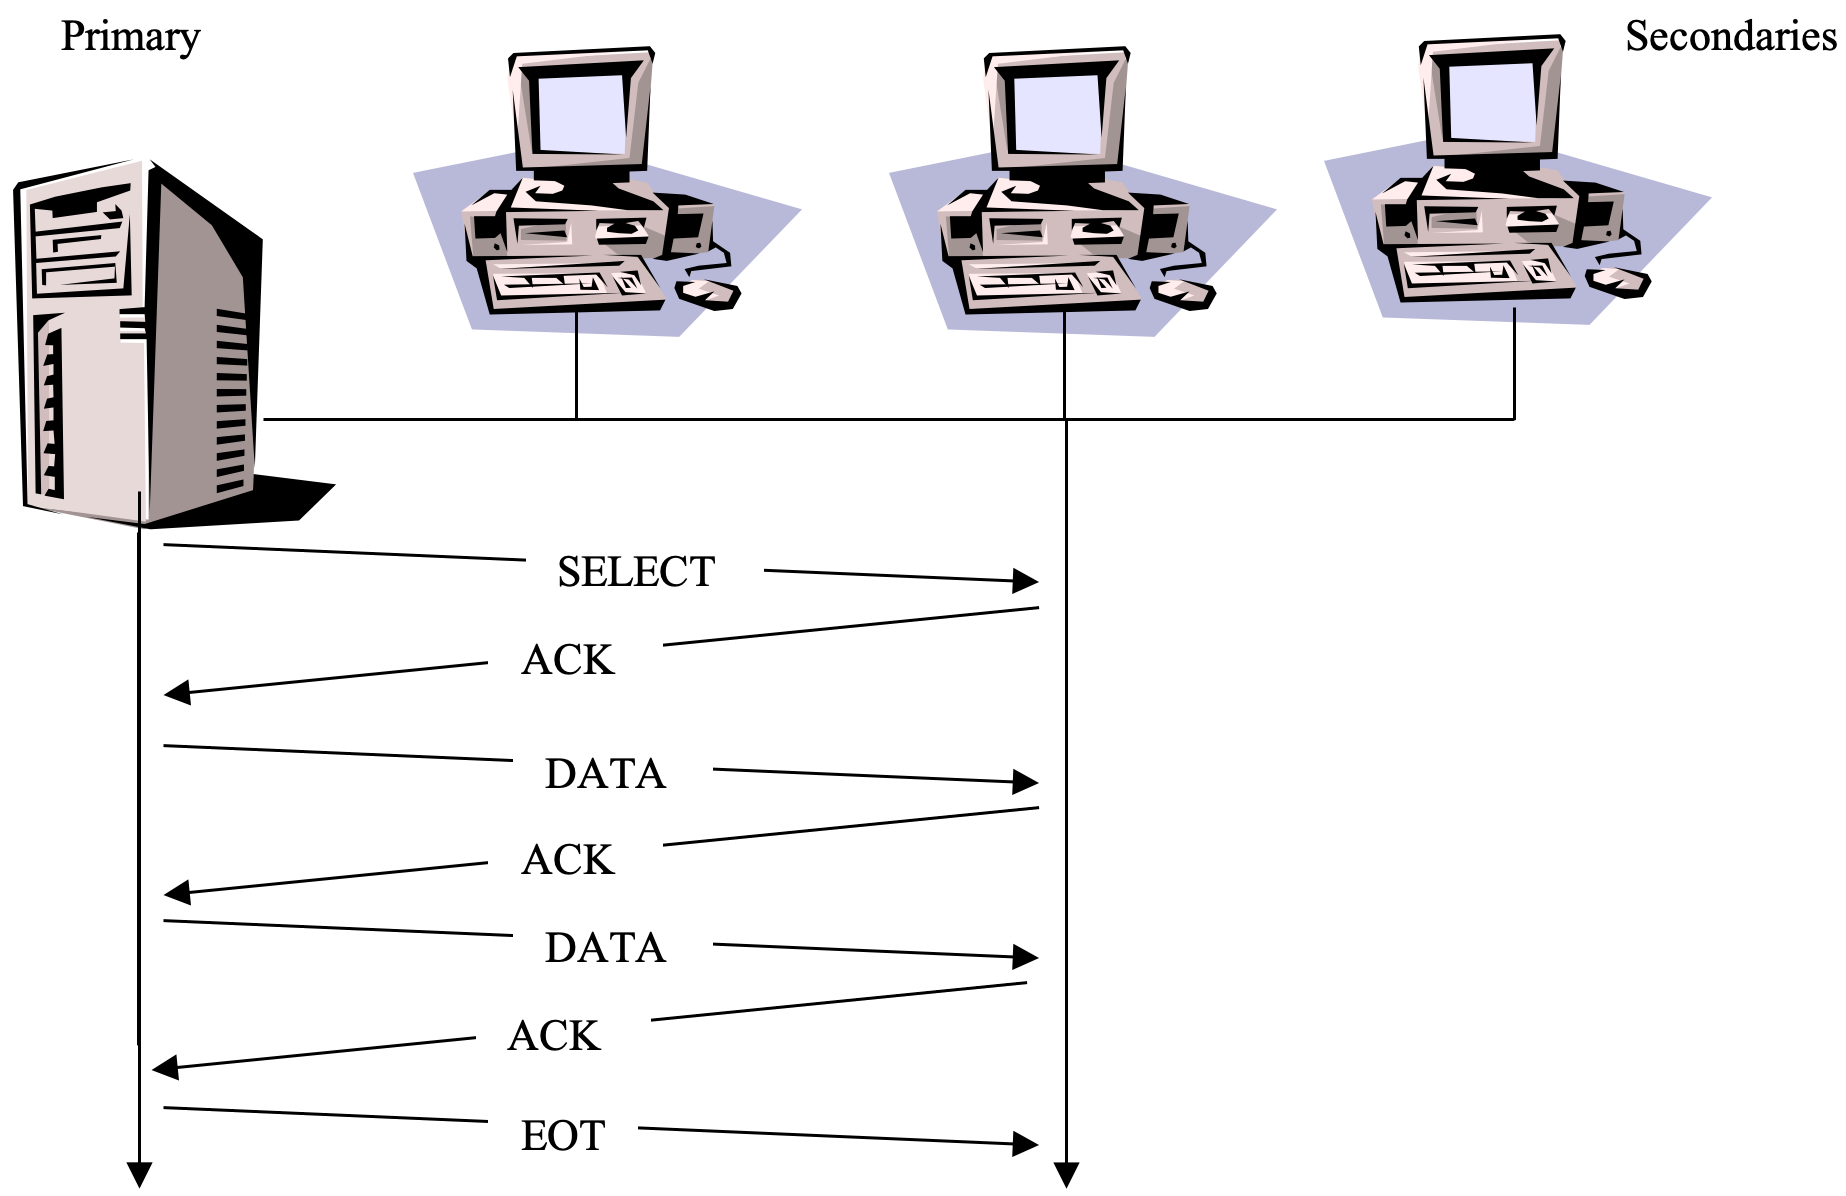 Primary
Secondaries
SELECT
ACK
DATA
ACK
DATA
ACK
EOT